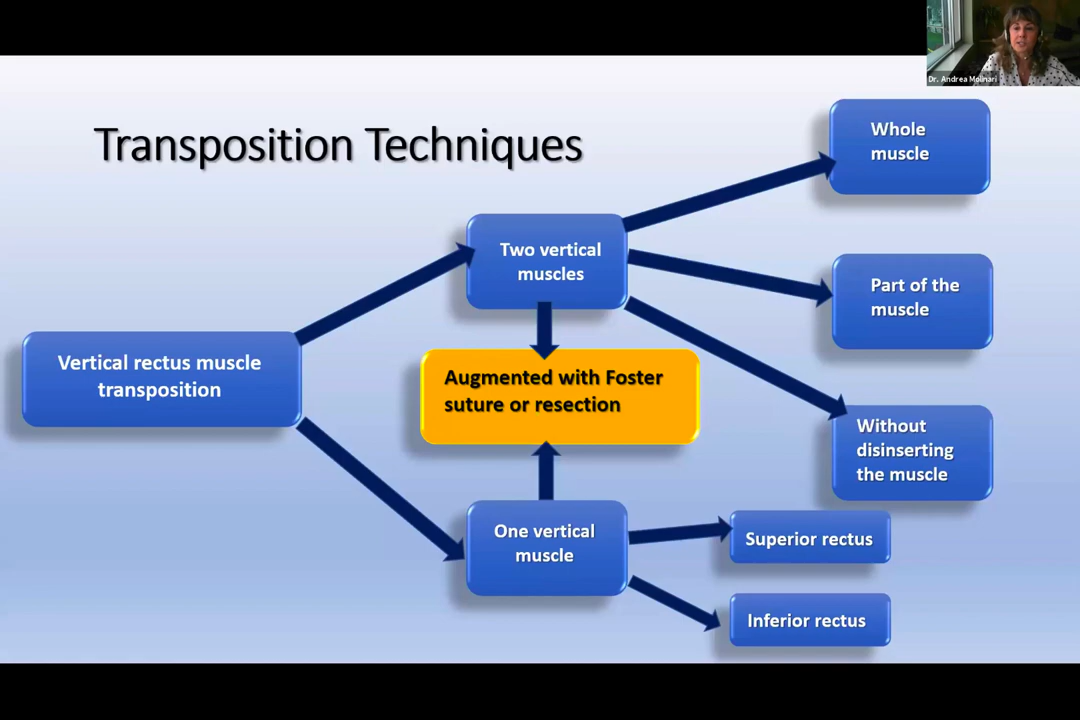 Dr. Andrea Molinari
Transposition Techniques
Whole
muscle
Two vertical
muscles
Part of the
muscle
Vertical rectus muscle
transposition
Augmented with Foster
suture or resection
Without
disinserting
the muscle
One vertical
muscle
Superior rectus
Inferior rectus